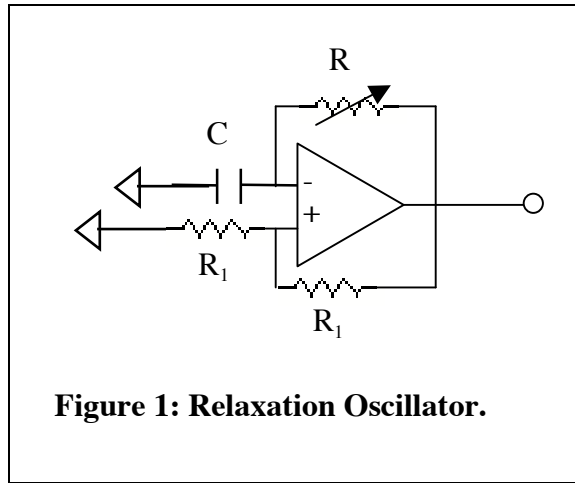 R
C
-
+
R₁
R₁
Figure 1: Relaxation Oscillator.